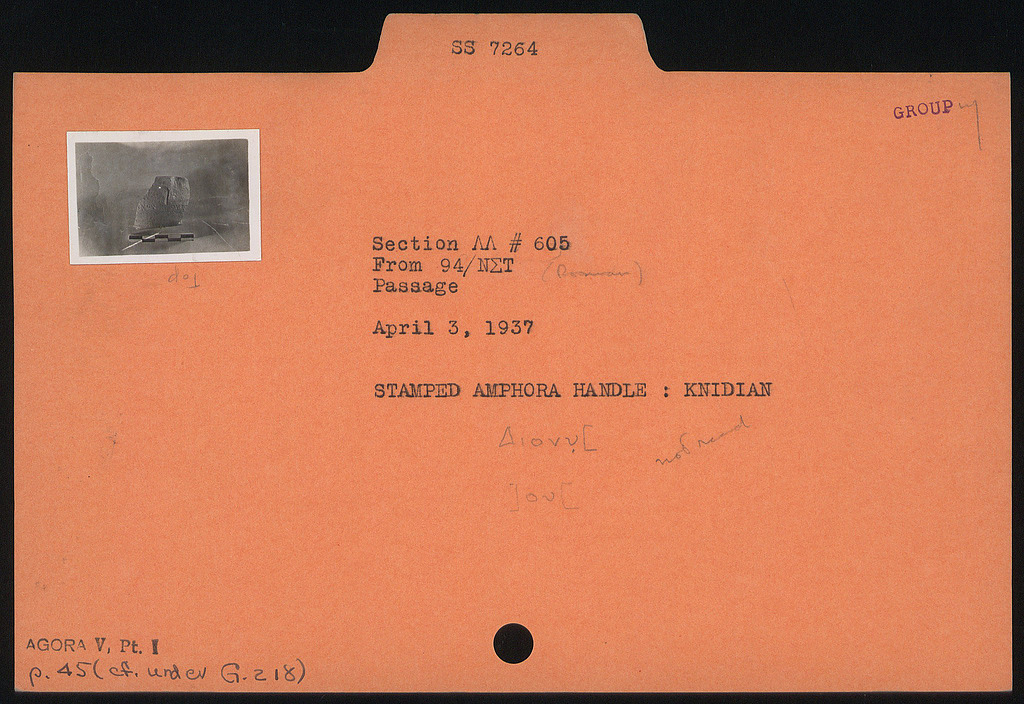 SS 7264
GROUP
Top
Section ΛΛ # 605
From 94/ΝΣΤ (Roman)
Passage
April 3, 1937
STAMPED AMPHORA HANDLE : KNIDIAN
Διονυ̣[
not read
]ου[
AGORA V, Pt. I
p. 45 (cf. under G. 218)